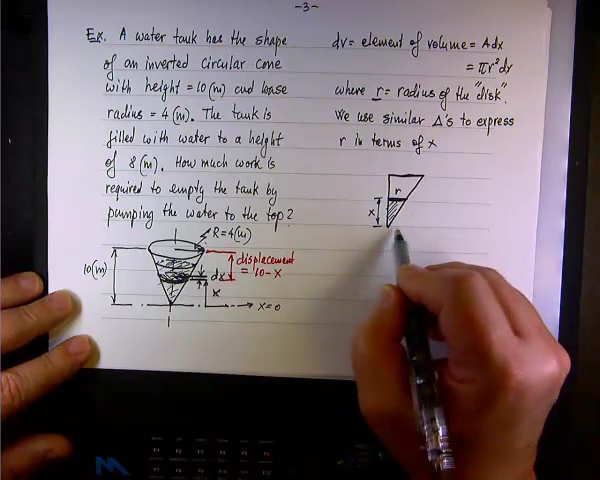 -3-
Ex. A water tank has the shape
of an inverted circular cone
with height = 10(m) and base
radius = 4(m). The tank is
filled with water to a height
of 8(m). How much work is
required to empty the tank by
pumping the water to the top?
R=4(m)
10(m)
displacement
= 10-x
dx
x
x=0
dv = element of volume = A dx
= πr²dx
where r = radius of the "disk".
We use similar Δ's to express
r in terms of x
r
x